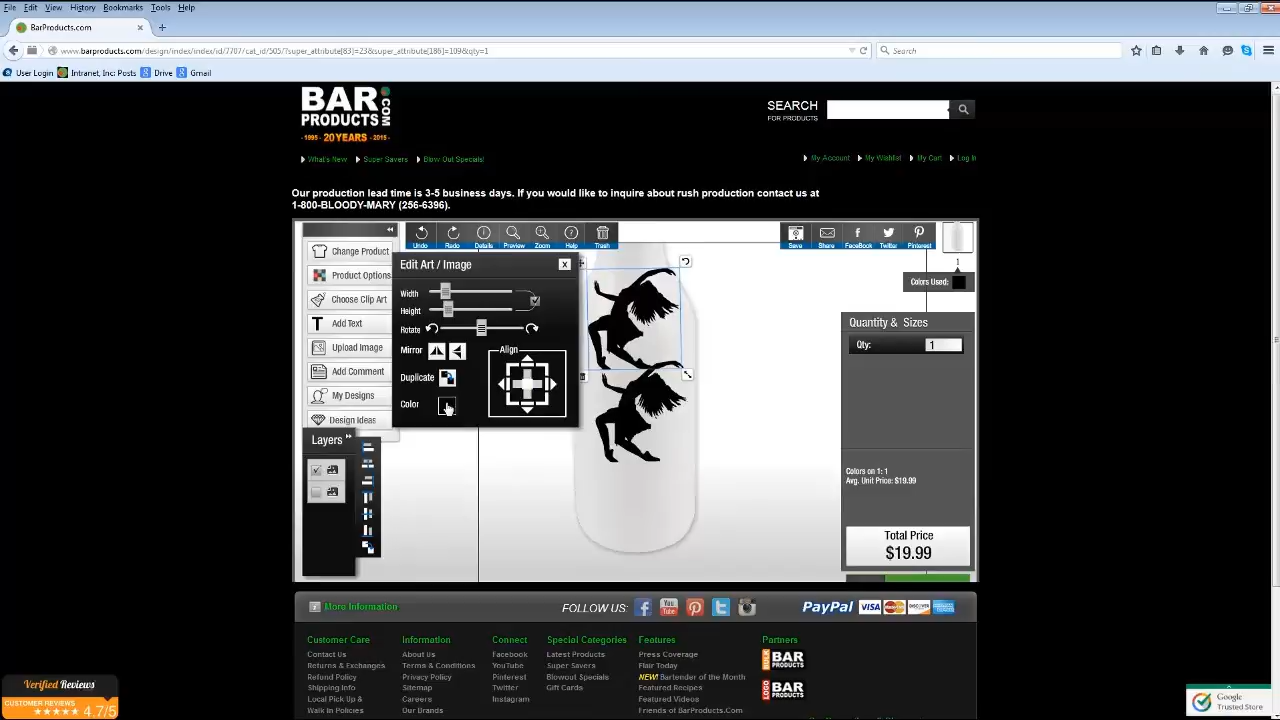 File Edit View History Bookmarks Tools Help
BarProducts.com
www.barproducts.com/design/index/index/id/7707/cat_id/505/?super_attribute[83]=23&super_attribute[186]=109&qty=1
Search
User Login Intranet, Inc: Posts Drive Gmail
BAR PRODUCTS .COM
- 1995 - 20 YEARS - 2015 -
SEARCH
FOR PRODUCTS
What's New Super Savers Blow Out Specials!
My Account My Wishlist My Cart Log In
Our production lead time is 3-5 business days. If you would like to inquire about rush production contact us at
1-800-BLOODY-MARY (256-6396).
Undo Redo Details Preview Zoom Help Trash
Save Share FaceBook Twitter Pinterest
1
Colors Used:
Change Product
Product Options
Choose Clip Art
Add Text
Upload Image
Add Comment
My Designs
Design Ideas
Layers
Edit Art / Image X
Width
Height
Rotate
Mirror
Align
Duplicate
Color
Quantity & Sizes
Qty: 1
Colors on 1: 1
Avg. Unit Price: $19.99
Total Price
$19.99
More Information
FOLLOW US:
You Tube
PayPal VISA MasterCard DISCOVER
Customer Care
Contact Us
Returns & Exchanges
Refund Policy
Shipping Info
Local Pick Up &
Walk In Policies
Information
About Us
Terms & Conditions
Privacy Policy
Sitemap
Careers
Our Brands
Connect
Facebook
YouTube
Pinterest
Twitter
Instagram
Special Categories
Latest Products
Super Savers
Blowout Specials
Gift Cards
Features
Press Coverage
Flair Today
NEW! Bartender of the Month
Featured Recipes
Featured Videos
Friends of BarProducts.Com
Partners
BULK BAR PRODUCTS
LOGO BAR PRODUCTS
Verified Reviews
CUSTOMER REVIEWS
4.7/5
Google
Trusted Store